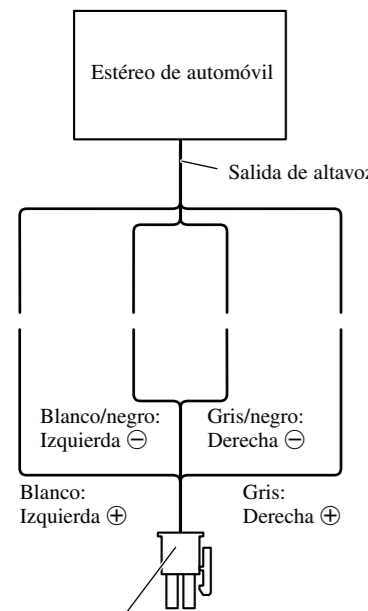 Estéreo de automóvil
Salida de altavoz
Blanco/negro:
Izquierda ⊖
Gris/negro:
Derecha ⊖
Blanco:
Izquierda ⊕
Gris:
Derecha ⊕